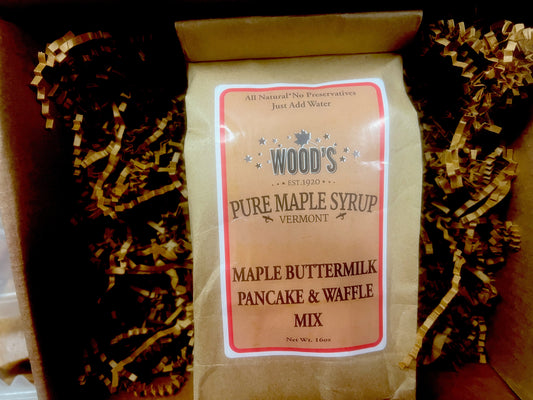 All Natural*No Preservatives
Just Add Water
WOOD'S
EST.1920
PURE MAPLE SYRUP
VERMONT
MAPLE BUTTERMILK
PANCAKE & WAFFLE
MIX
Net Wt. 16oz